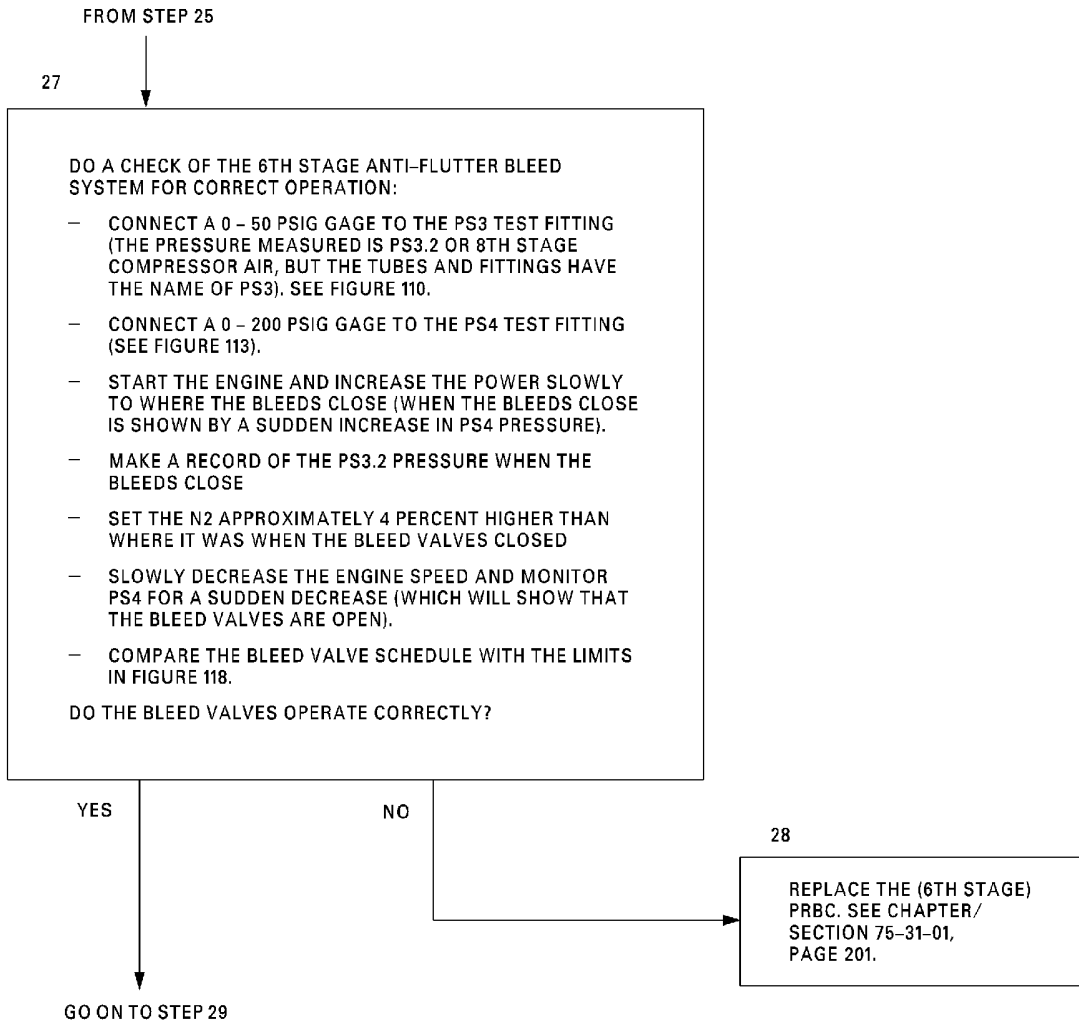 FROM STEP 25
27
DO A CHECK OF THE 6TH STAGE ANTI–FLUTTER BLEED
SYSTEM FOR CORRECT OPERATION:
– CONNECT A 0 – 50 PSIG GAGE TO THE PS3 TEST FITTING
(THE PRESSURE MEASURED IS PS3.2 OR 8TH STAGE
COMPRESSOR AIR, BUT THE TUBES AND FITTINGS HAVE
THE NAME OF PS3). SEE FIGURE 110.
– CONNECT A 0 – 200 PSIG GAGE TO THE PS4 TEST FITTING
(SEE FIGURE 113).
– START THE ENGINE AND INCREASE THE POWER SLOWLY
TO WHERE THE BLEEDS CLOSE (WHEN THE BLEEDS CLOSE
IS SHOWN BY A SUDDEN INCREASE IN PS4 PRESSURE).
– MAKE A RECORD OF THE PS3.2 PRESSURE WHEN THE
BLEEDS CLOSE
– SET THE N2 APPROXIMATELY 4 PERCENT HIGHER THAN
WHERE IT WAS WHEN THE BLEED VALVES CLOSED
– SLOWLY DECREASE THE ENGINE SPEED AND MONITOR
PS4 FOR A SUDDEN DECREASE (WHICH WILL SHOW THAT
THE BLEED VALVES ARE OPEN).
– COMPARE THE BLEED VALVE SCHEDULE WITH THE LIMITS
IN FIGURE 118.
DO THE BLEED VALVES OPERATE CORRECTLY?
YES
NO
28
REPLACE THE (6TH STAGE)
PRBC. SEE CHAPTER/
SECTION 75–31–01,
PAGE 201.
GO ON TO STEP 29